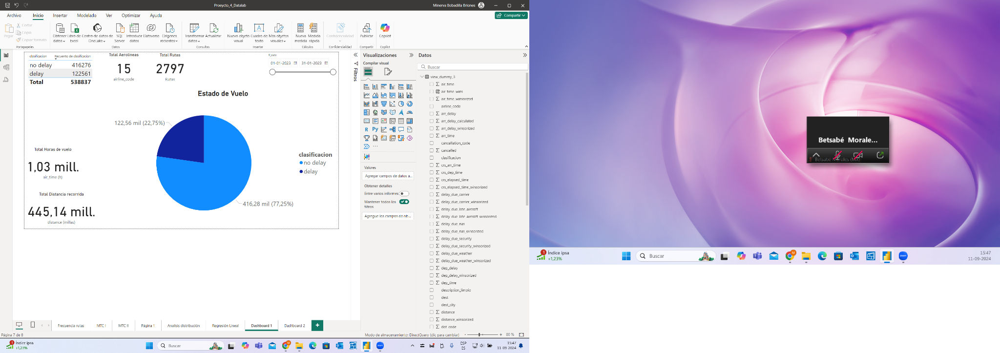 Proeycto_4_Datalab
Minerva Bobadilla Briones
Archivo
Inicio
Insertar
Modelado
Ver
Optimizar
Ayuda
Compartir
Pegar
Cortar
Copia
Copiar formato
Portapapeles
Obtener datos
Libro de Excel
Centro de datos de OneLake
SQL Server
Introducir datos
Dataverse
Orígenes recientes
Datos
Transformar datos
Actualizar
Consultas
Nuevo objeto visual
Cuadro de texto
Más objetos visuales
Insertar
Nueva medida
Medida rápida
Cálculos
Confidencialidad
Confidencialidad
Publicar
Compartir
Copilot
Copilot
clasificacion Recuento de clasificacion
no delay 416276
delay 122561
Total 538837
Total Aerolineas
15
airline_code
Total Rutas
2797
Rutas
fl_date
01-01-2023
31-01-2023
Estado de Vuelo
122,56 mil (22,75%)
416,28 mil (77,25%)
clasificacion
no delay
delay
Total Horas de vuelo
1,03 mill.
air_time (h)
Total Distancia recorrida
445,14 mill.
distance (millas)
Filtros
Visualizaciones
Compilar visual
R
Py
123
...
Valores
Agregar campos de datos a...
Obtener detalles
Entre varios informes
Mantener todos los filtros
Agregue los campos de ob...
Datos
Buscar
view_dummy_3
air_time
air_time_wins
air_time_winsorized
airline_code
arr_delay
arr_delay_calculated
arr_delay_winsorized
arr_time
cancellation_code
cancelled
clasificacion
crs_arr_time
crs_dep_time
crs_elapsed_time
crs_elapsed_time_winsorized
delay_due_carrier
delay_due_carrier_winsorized
delay_due_late_aircraft
delay_due_late_aircraft_winsorized
delay_due_nas
delay_due_nas_winsorized
delay_due_security
delay_due_security_winsorized
delay_due_weather
delay_due_weather_winsorized
dep_delay
dep_delay_winsorized
dep_time
description_limpio
dest
dest_city
distance
distance_winsorized
dot_code
Frecuencia rutas
MTC I
MTC II
Página 1
Analisis distribución
Regresión Lineal
Dashboard 1
Dashboard 2
+
Página 7 de 8
Modo de almacenamiento: DirectQuery (clic para cambiar)
- + 80 %
1
Índice ipsa
+1,23%
Buscar
zoom
ESP
ES
15:47
11-09-2024
Betsabé Morale...
Betsabé Morales (MX)
1
Índice ipsa
+1,23%
Buscar
zoom
15:47
11-09-2024